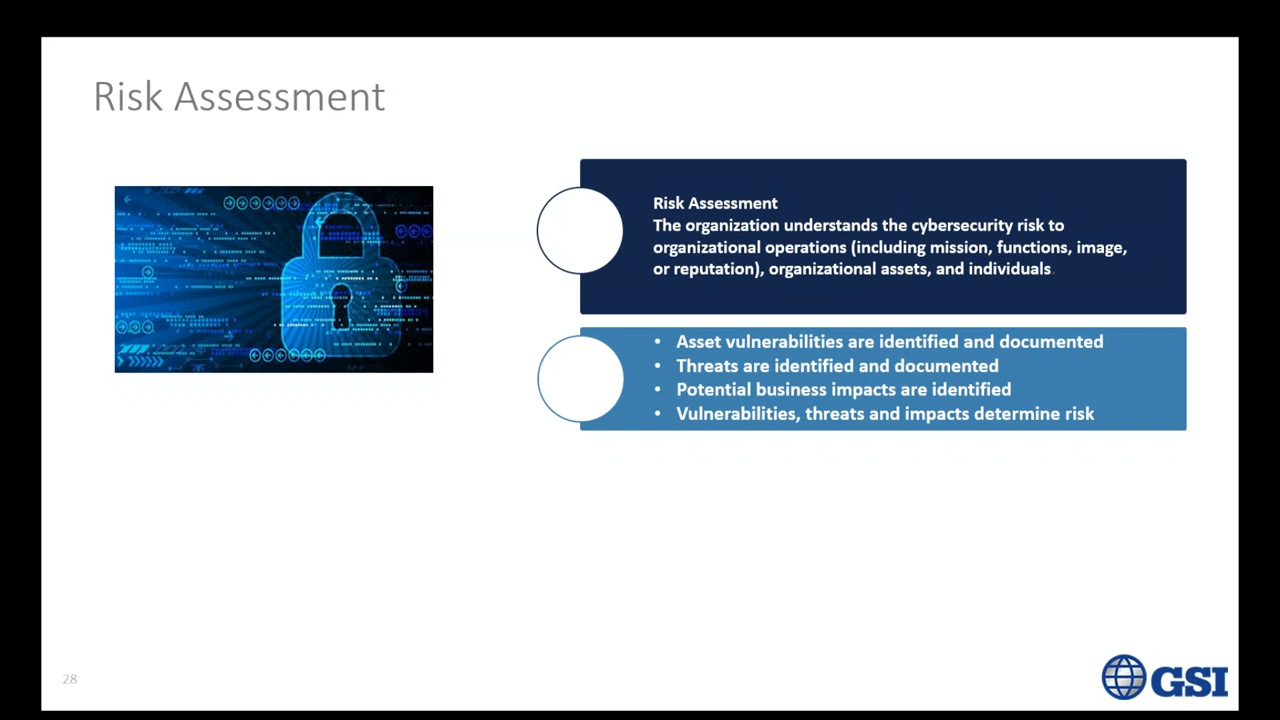 Risk Assessment
Risk Assessment
The organization understands the cybersecurity risk to
organizational operations (including mission, functions, image,
or reputation), organizational assets, and individuals.
• Asset vulnerabilities are identified and documented
• Threats are identified and documented
• Potential business impacts are identified
• Vulnerabilities, threats and impacts determine risk
28
GSI